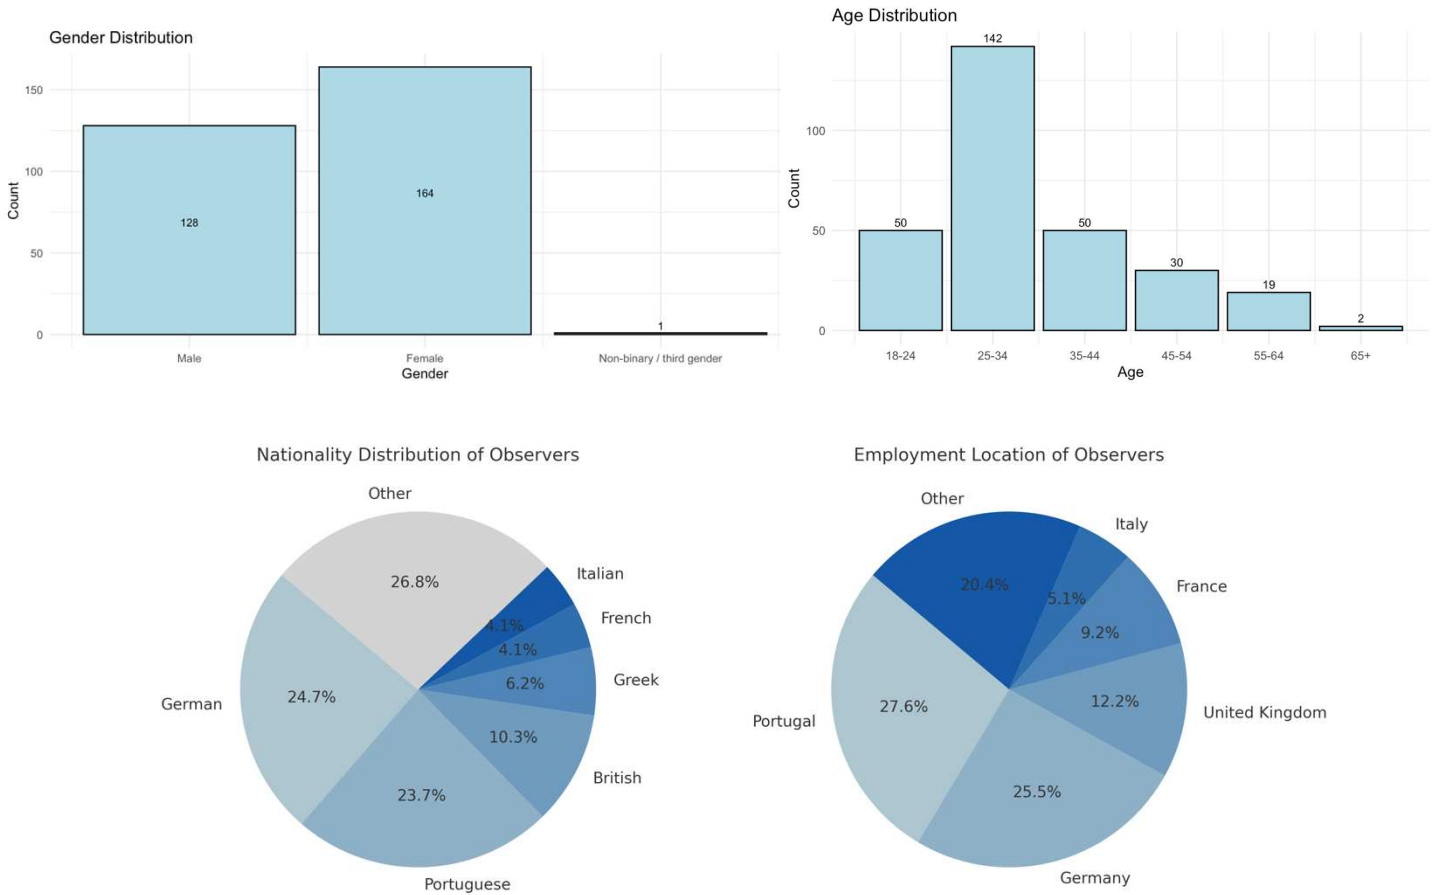 Gender Distribution
150
100
50
0
Count
128
164
1
Male
Female
Non-binary / third gender
Gender
Age Distribution
100
50
0
Count
50
142
50
30
19
2
18-24
25-34
35-44
45-54
55-64
65+
Age
Nationality Distribution of Observers
Other
26.8%
Italian
4.1%
French
4.1%
Greek
6.2%
German
24.7%
British
10.3%
Portuguese
23.7%
Employment Location of Observers
Other
20.4%
Italy
5.1%
France
9.2%
United Kingdom
12.2%
Portugal
27.6%
Germany
25.5%